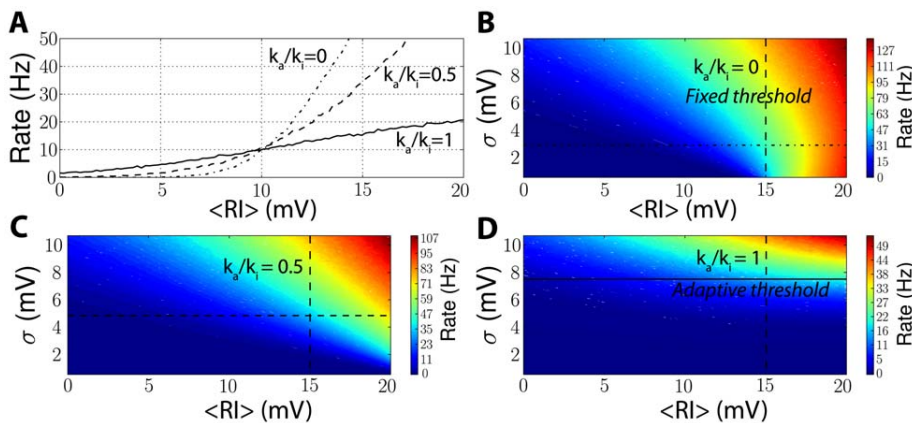 A
Rate (Hz)
50
40
30
20
10
0
k_a/k_i=0
k_a/k_i=0.5
k_a/k_i=1
0 5 10 15 20
<RI> (mV)
B
σ (mV)
10
8
6
4
2
k_a/k_i= 0
Fixed threshold
0 5 10 15 20
<RI> (mV)
127
111
94
79
63
47
31
15
0
Rate (Hz)
C
σ (mV)
10
8
6
4
2
k_a/k_i= 0.5
0 5 10 15 20
<RI> (mV)
107
95
83
70
59
47
34
23
10
0
Rate (Hz)
D
σ (mV)
10
8
6
4
2
k_a/k_i= 1
Adaptive threshold
0 5 10 15 20
<RI> (mV)
49
44
38
33
27
22
16
11
5
0
Rate (Hz)